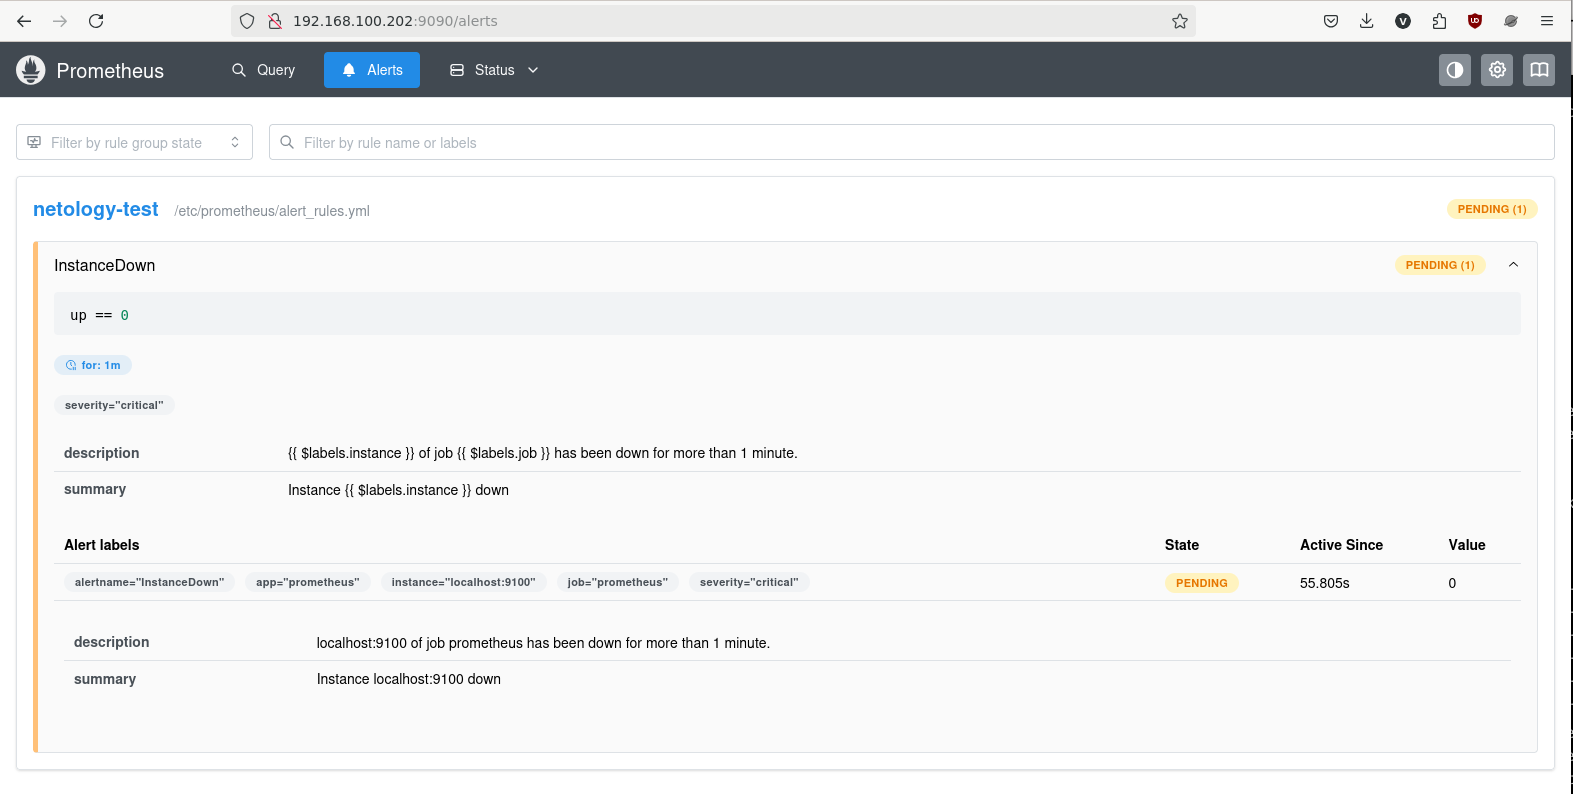 192.168.100.202:9090/alerts
Prometheus Query Alerts Status
Filter by rule group state Filter by rule name or labels
netology-test /etc/prometheus/alert_rules.yml PENDING (1)
InstanceDown PENDING (1)
up == 0
for: 1m
severity="critical"
description {{ $labels.instance }} of job {{ $labels.job }} has been down for more than 1 minute.
summary Instance {{ $labels.instance }} down
Alert labels State Active Since Value
alertname="InstanceDown" app="prometheus" instance="localhost:9100" job="prometheus" severity="critical" PENDING 55.805s 0
description localhost:9100 of job prometheus has been down for more than 1 minute.
summary Instance localhost:9100 down